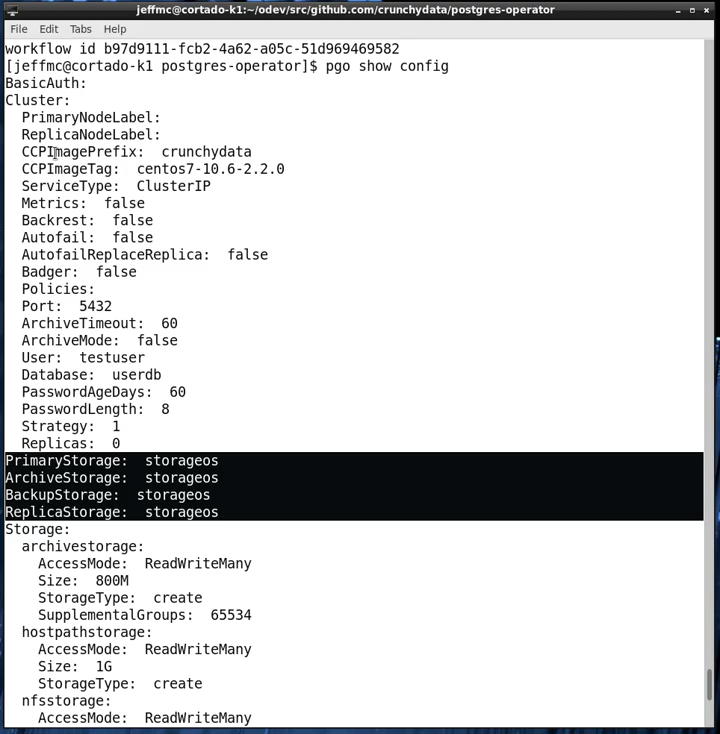 jeffmc@cortado-k1:~/odev/src/github.com/crunchydata/postgres-operator
File Edit Tabs Help
workflow id b97d9111-fcb2-4a62-a05c-51d969469582
[jeffmc@cortado-k1 postgres-operator]$ pgo show config
BasicAuth:
Cluster:
  PrimaryNodeLabel:
  ReplicaNodeLabel:
  CCPImagePrefix:  crunchydata
  CCPImageTag:  centos7-10.6-2.2.0
  ServiceType:  ClusterIP
  Metrics:  false
  Backrest:  false
  Autofail:  false
  AutofailReplaceReplica:  false
  Badger:  false
  Policies:
  Port:  5432
  ArchiveTimeout:  60
  ArchiveMode:  false
  User:  testuser
  Database:  userdb
  PasswordAgeDays:  60
  PasswordLength:  8
  Strategy:  1
  Replicas:  0
PrimaryStorage:  storageos
ArchiveStorage:  storageos
BackupStorage:  storageos
ReplicaStorage:  storageos
Storage:
  archivestorage:
    AccessMode:  ReadWriteMany
    Size:  800M
    StorageType:  create
    SupplementalGroups:  65534
  hostpathstorage:
    AccessMode:  ReadWriteMany
    Size:  1G
    StorageType:  create
  nfsstorage:
    AccessMode:  ReadWriteMany